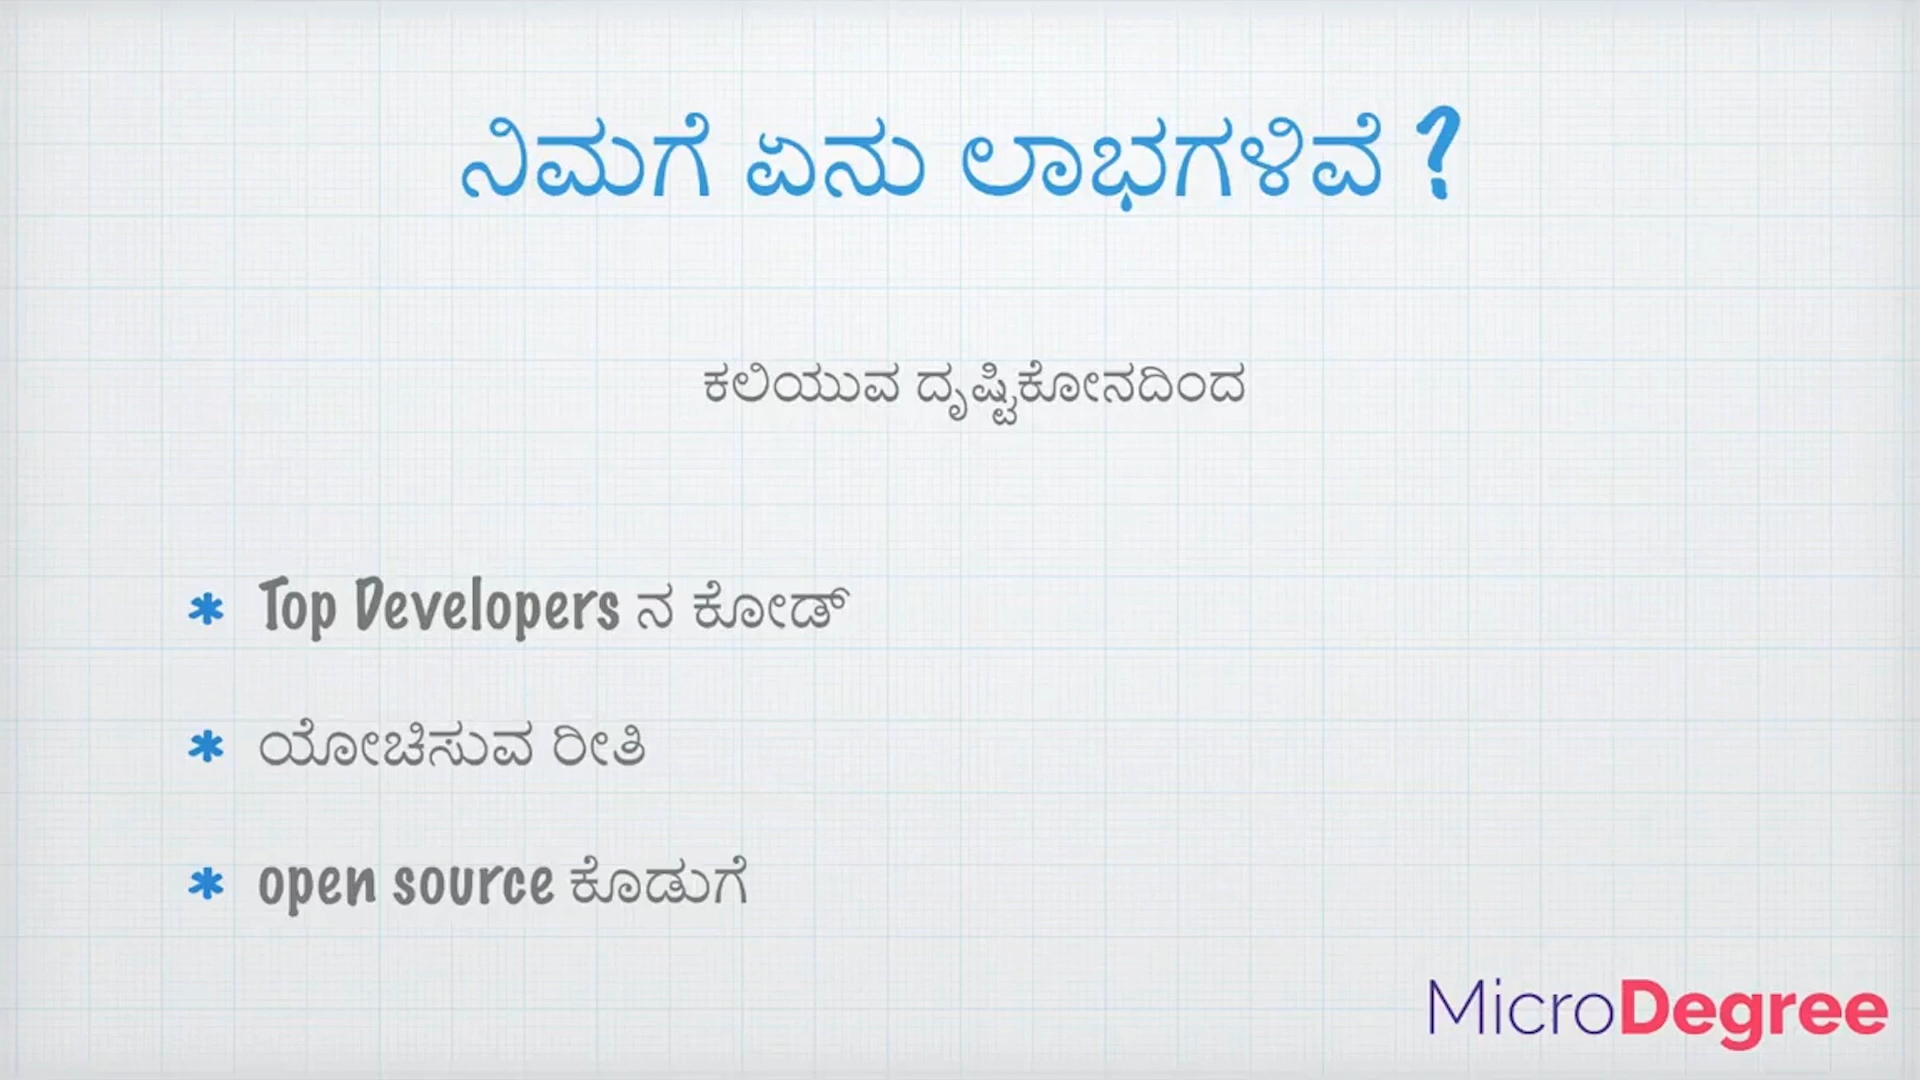 ನಿಮಗೆ ಏನು ಲಾಭಗಳಿವೆ ?
ಕಲಿಯುವ ದೃಷ್ಟಿಕೋನದಿಂದ
* Top Developers ನ ಕೋಡ್
* ಯೋಚಿಸುವ ರೀತಿ
* open source ಕೊಡುಗೆ
MicroDegree